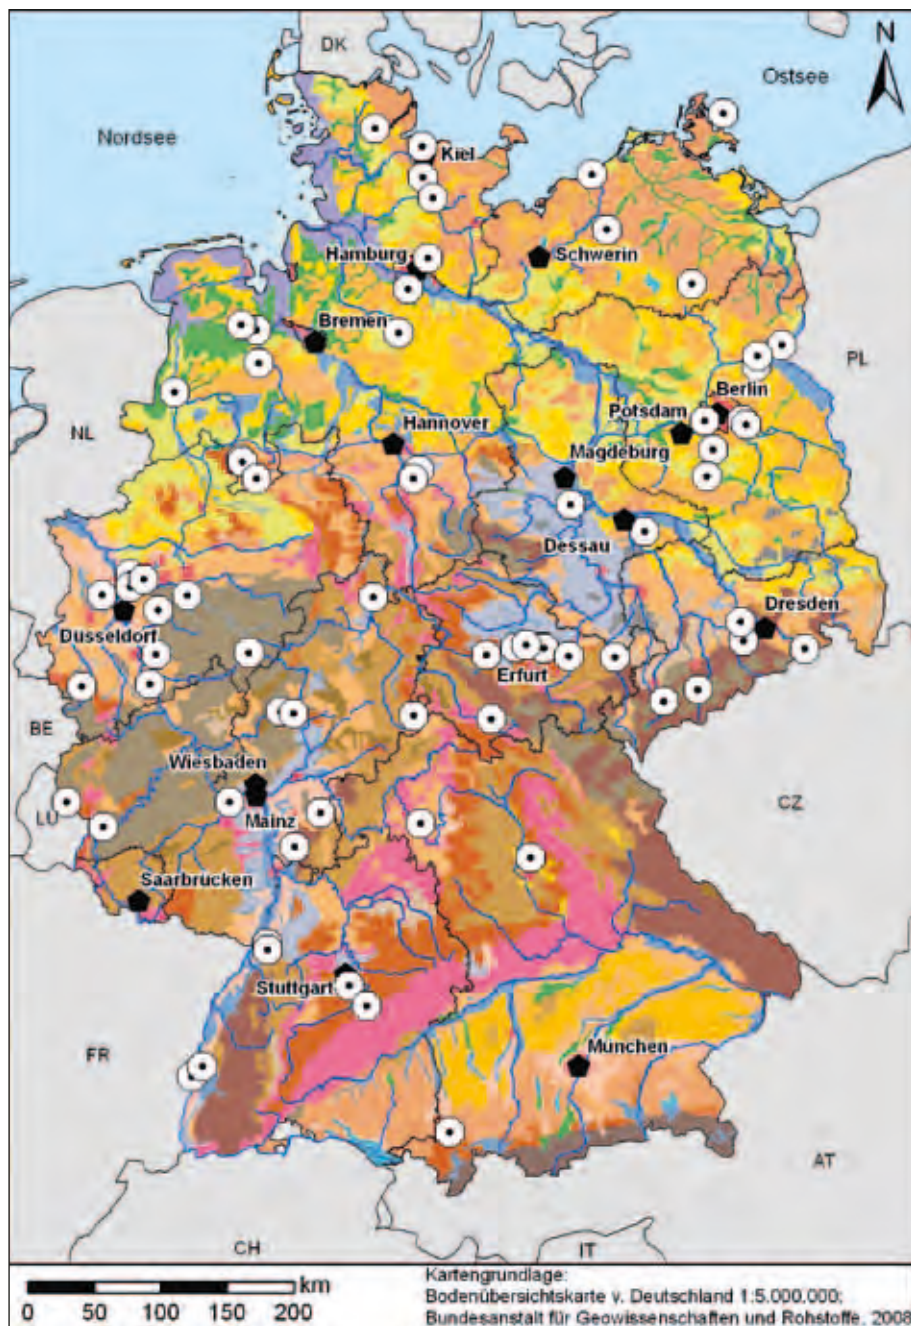 DK
N
Ostsee
Nordsee
Kiel
Hamburg
Schwerin
Bremen
PL
Berlin
Potsdam
NL
Hannover
Magdeburg
Dessau
Dresden
Dusseldorf
Erfurt
BE
Wiesbaden
CZ
LU
Mainz
Saarbrücken
Stuttgart
FR
Munchen
AT
CH
IT
km
0 50 100 150 200
Kartengrundlage:
Bodenübersichtskarte v. Deutschland 1:5.000.000;
Bundesanstalt für Geowissenschaften und Rohstoffe, 2008